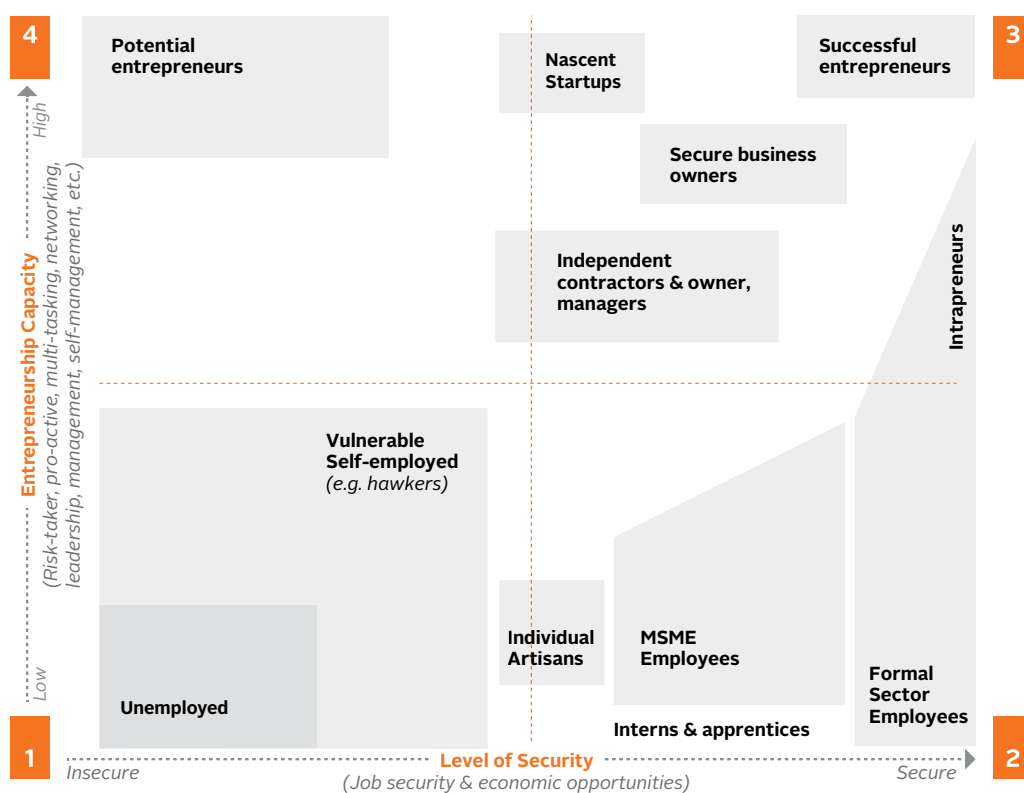 4
3
Potential
entrepreneurs
Nascent
Startups
Successful
entrepreneurs
Secure business
owners
Independent
contractors & owner,
managers
Intrapreneurs
High
Entrepreneurship Capacity
(Risk-taker, pro-active, multi-tasking, networking,
leadership, management, self-management, etc.)
Low
Vulnerable
Self-employed
(e.g. hawkers)
Individual
Artisans
MSME
Employees
Formal
Sector
Employees
Unemployed
Interns & apprentices
1
2
Insecure
Level of Security
(Job security & economic opportunities)
Secure